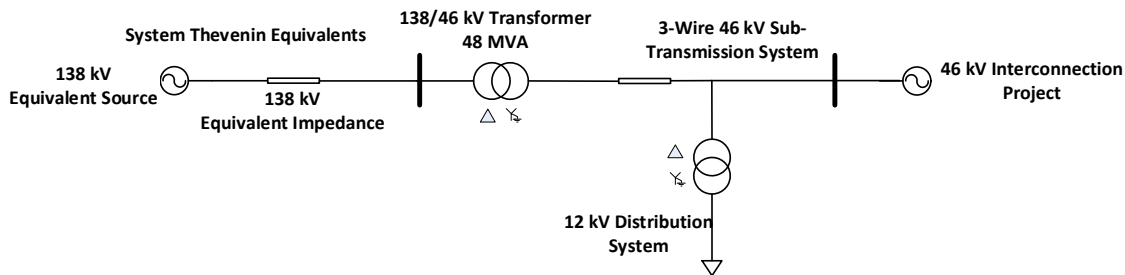 138/46 kV Transformer
48 MVA
3-Wire 46 kV Sub-
Transmission System
System Thevenin Equivalents
138 kV
Equivalent Source
138 kV
Equivalent Impedance
46 kV Interconnection
Project
12 kV Distribution
System